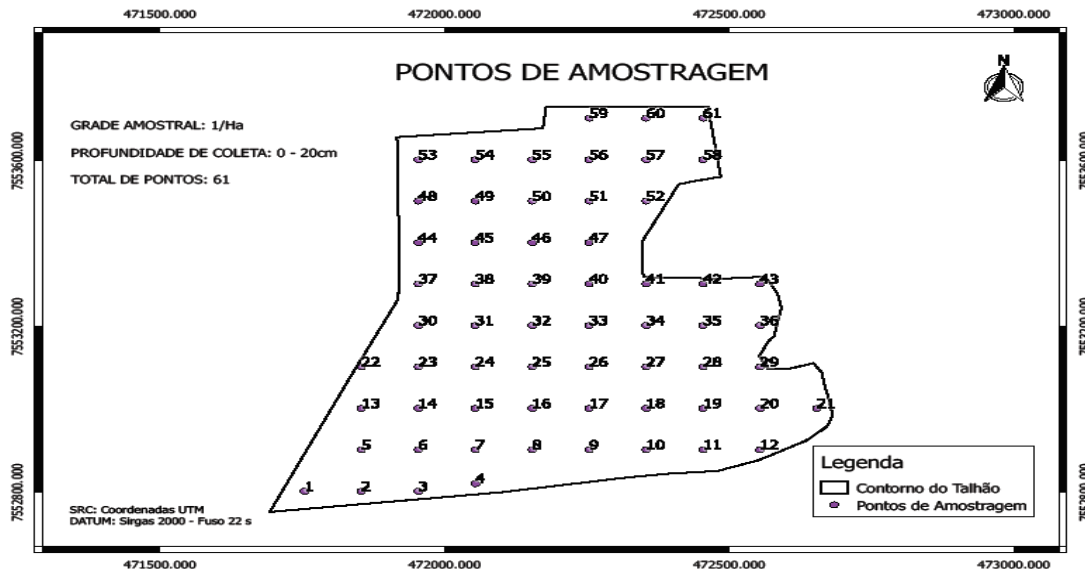 471500.000 472000.000 472500.000 473000.000
PONTOS DE AMOSTRAGEM
N
GRADE AMOSTRAL: 1/Ha
PROFUNDIDADE DE COLETA: 0 - 20cm
TOTAL DE PONTOS: 61
7553600.000 7553600.000
7553200.000 7553200.000
7552800.000 7552800.000
59 60 61
53 54 55 56 57 58
48 49 50 51 52
44 45 46 47
37 38 39 40 41 42 43
30 31 32 33 34 35 36
22 23 24 25 26 27 28 29
13 14 15 16 17 18 19 20 21
5 6 7 8 9 10 11 12
1 2 3 4
Legenda
Contorno do Talhão
Pontos de Amostragem
SRC: Coordenadas UTM
DATUM: Sirgas 2000 - Fuso 22 s
471500.000 472000.000 472500.000 473000.000